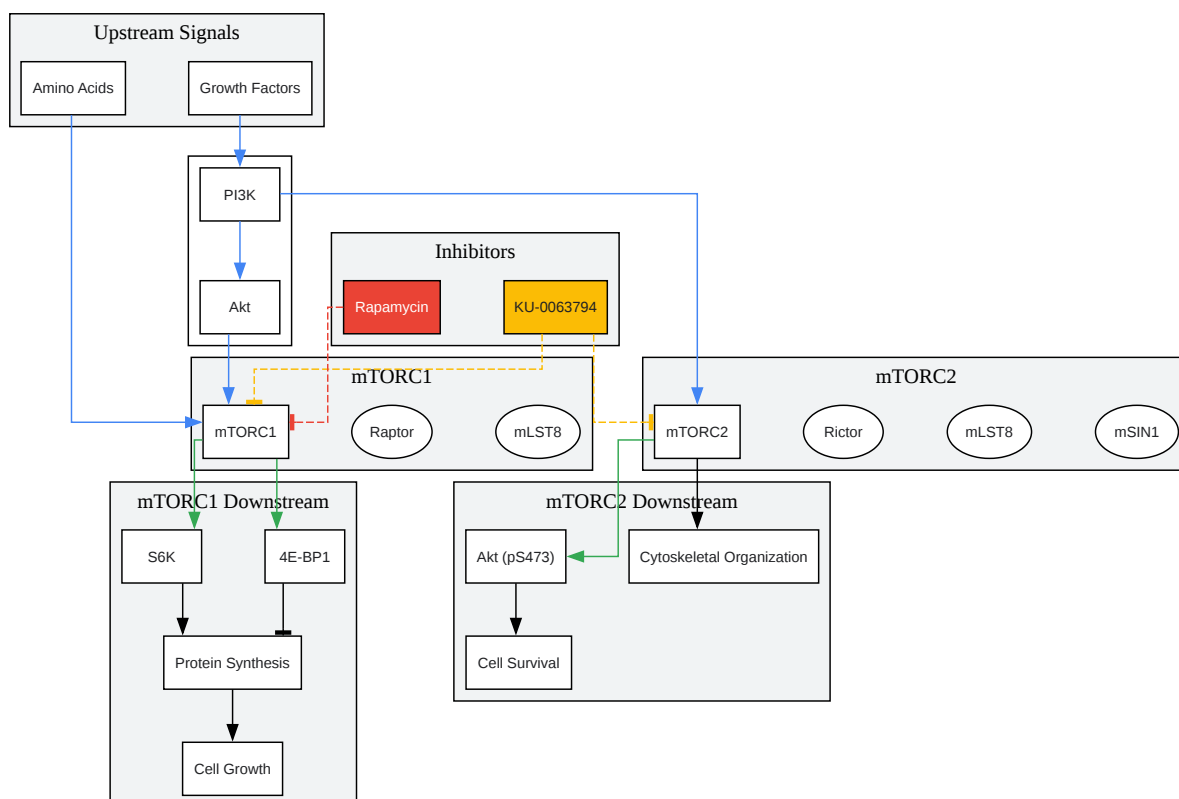 Upstream Signals
Amino Acids
Growth Factors
PI3K
Akt
Inhibitors
Rapamycin
KU-0063794
mTORC1
mTORC1
Raptor
mLST8
mTORC2
mTORC2
Rictor
mLST8
mSIN1
mTORC1 Downstream
S6K
4E-BP1
Protein Synthesis
Cell Growth
mTORC2 Downstream
Akt (pS473)
Cytoskeletal Organization
Cell Survival